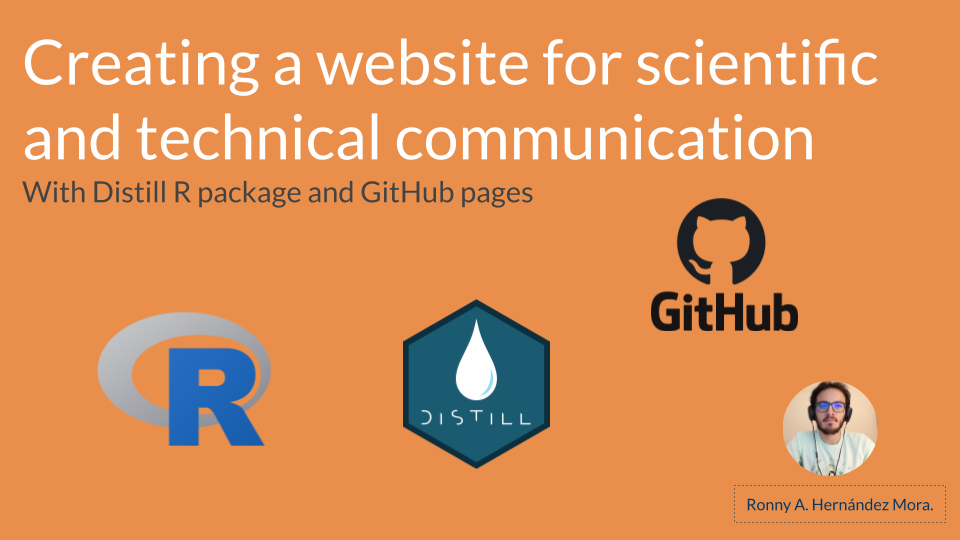 Creating a website for scientific
and technical communication
With Distill R package and GitHub pages
GitHub
R
DISTILL
Ronny A. Hernández Mora.